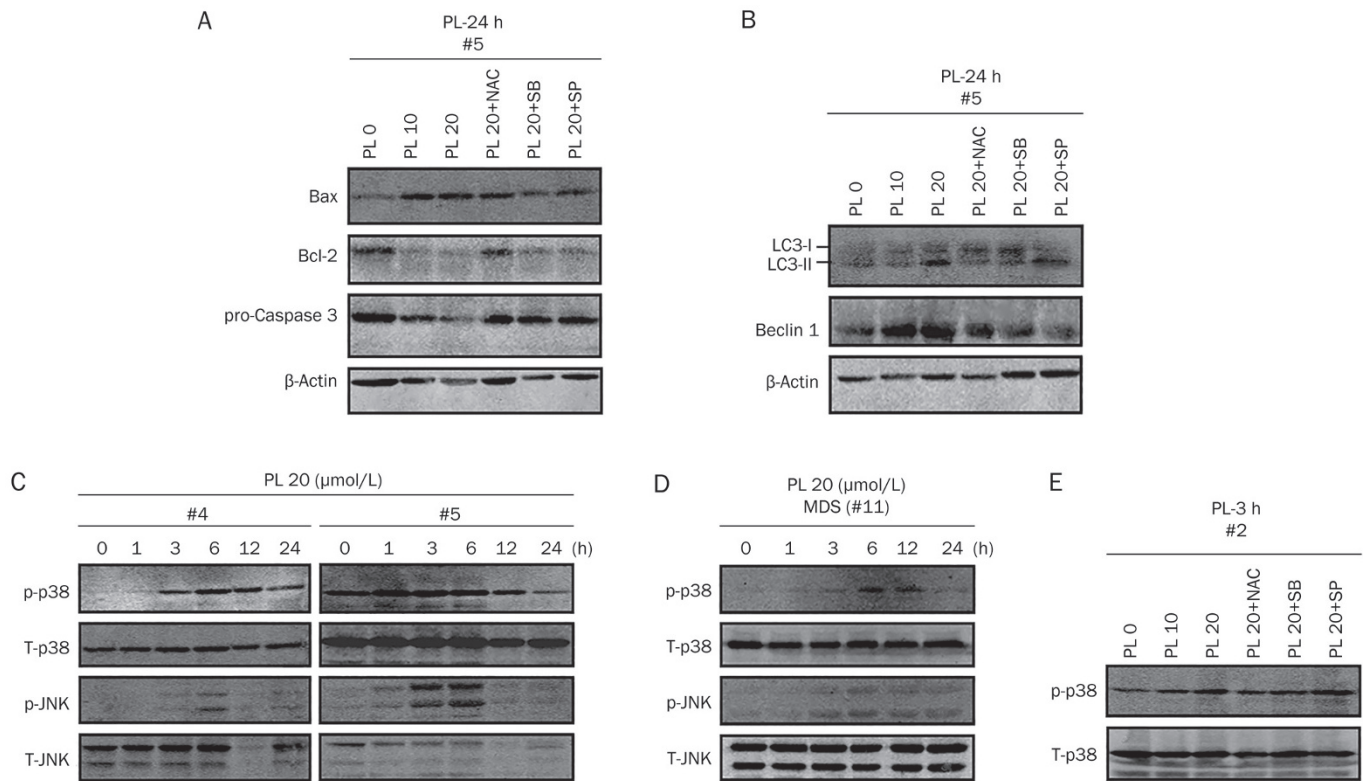 A
PL-24 h
#5
PL 0
PL 10
PL 20
PL 20+NAC
PL 20+SB
PL 20+SP
Bax
Bcl-2
pro-Caspase 3
β-Actin
B
PL-24 h
#5
PL 0
PL 10
PL 20
PL 20+NAC
PL 20+SB
PL 20+SP
LC3-I
LC3-II
Beclin 1
β-Actin
C
PL 20 (μmol/L)
#4 #5
0 1 3 6 12 24 0 1 3 6 12 24 (h)
p-p38
T-p38
p-JNK
T-JNK
D
PL 20 (μmol/L)
MDS (#11)
0 1 3 6 12 24 (h)
p-p38
T-p38
p-JNK
T-JNK
E
PL-3 h
#2
PL 0
PL 10
PL 20
PL 20+NAC
PL 20+SB
PL 20+SP
p-p38
T-p38